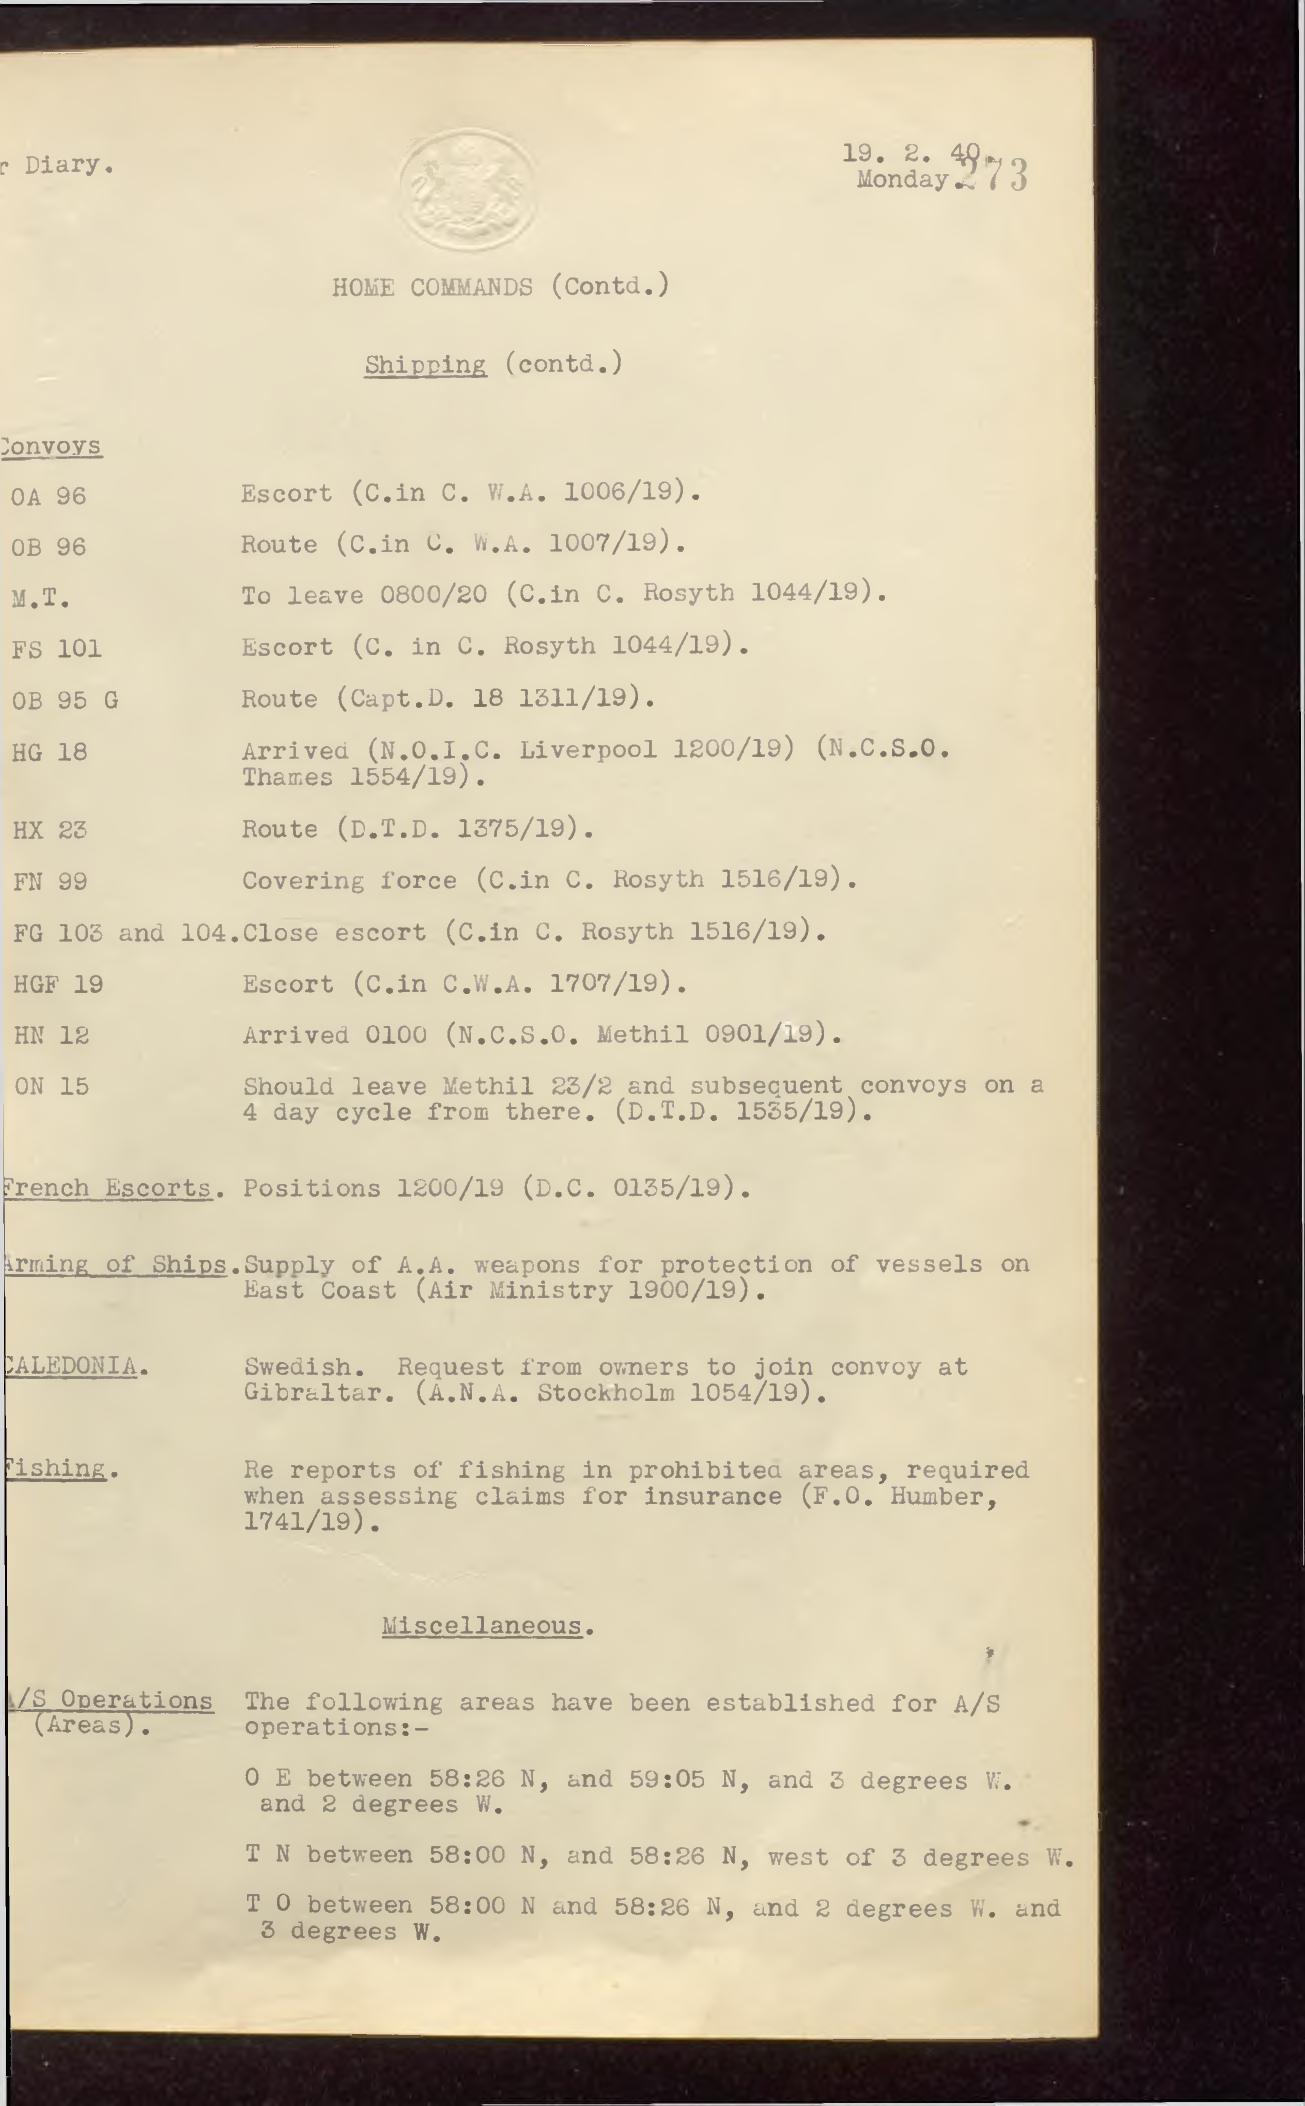 r Diary.
19. 2. 40.
Monday.
273
HOME COMMANDS (Contd.)
Shipping (contd.)
Convoys
OA 96 Escort (C.in C. W.A. 1006/19).
OB 96 Route (C.in C. W.A. 1007/19).
M.T. To leave 0800/20 (C.in C. Rosyth 1044/19).
FS 101 Escort (C. in C. Rosyth 1044/19).
OB 95 G Route (Capt.D. 18 1311/19).
HG 18 Arrived (N.O.I.C. Liverpool 1200/19) (N.C.S.O.
Thames 1554/19).
HX 23 Route (D.T.D. 1375/19).
FN 99 Covering force (C.in C. Rosyth 1516/19).
FG 103 and 104. Close escort (C.in C. Rosyth 1516/19).
HGF 19 Escort (C.in C.W.A. 1707/19).
HN 12 Arrived 0100 (N.C.S.O. Methil 0901/19).
ON 15 Should leave Methil 23/2 and subsequent convoys on a
4 day cycle from there. (D.T.D. 1535/19).
French Escorts. Positions 1200/19 (D.C. 0135/19).
Arming of Ships. Supply of A.A. weapons for protection of vessels on
East Coast (Air Ministry 1900/19).
CALEDONIA. Swedish. Request from owners to join convoy at
Gibraltar. (A.N.A. Stockholm 1054/19).
Fishing. Re reports of fishing in prohibited areas, required
when assessing claims for insurance (F.O. Humber,
1741/19).
Miscellaneous.
A/S Operations The following areas have been established for A/S
(Areas). operations:-
O E between 58:26 N, and 59:05 N, and 3 degrees W.
and 2 degrees W.
T N between 58:00 N, and 58:26 N, west of 3 degrees W.
T O between 58:00 N and 58:26 N, and 2 degrees W. and
3 degrees W.